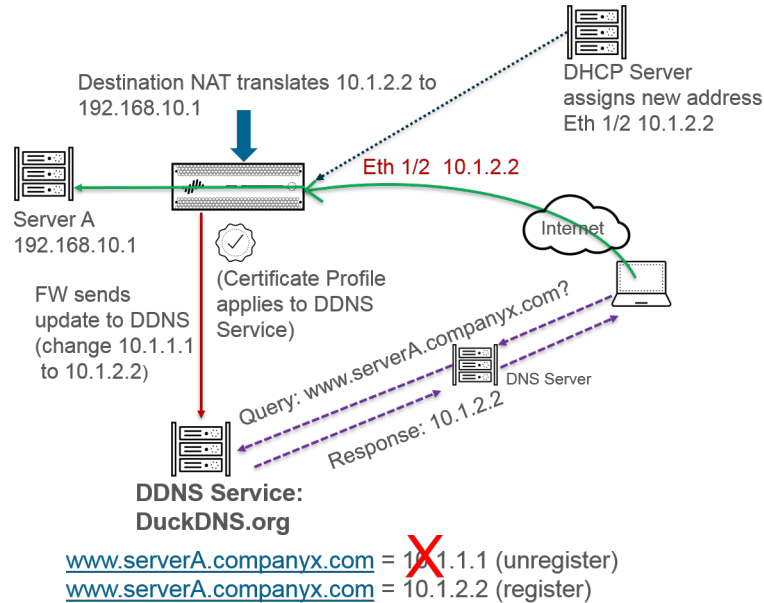 DHCP Server
assigns new address
Eth 1/2 10.1.2.2
Destination NAT translates 10.1.2.2 to
192.168.10.1
Eth 1/2  10.1.2.2
Internet
Server A
192.168.10.1
(Certificate Profile
applies to DDNS
Service)
FW sends
update to DDNS
(change 10.1.1.1
to 10.1.2.2)
Query: www.serverA.companyx.com?
DNS Server
Response: 10.1.2.2
DDNS Service:
DuckDNS.org
www.serverA.companyx.com = 10.1.1.1 (unregister)
www.serverA.companyx.com = 10.1.2.2 (register)